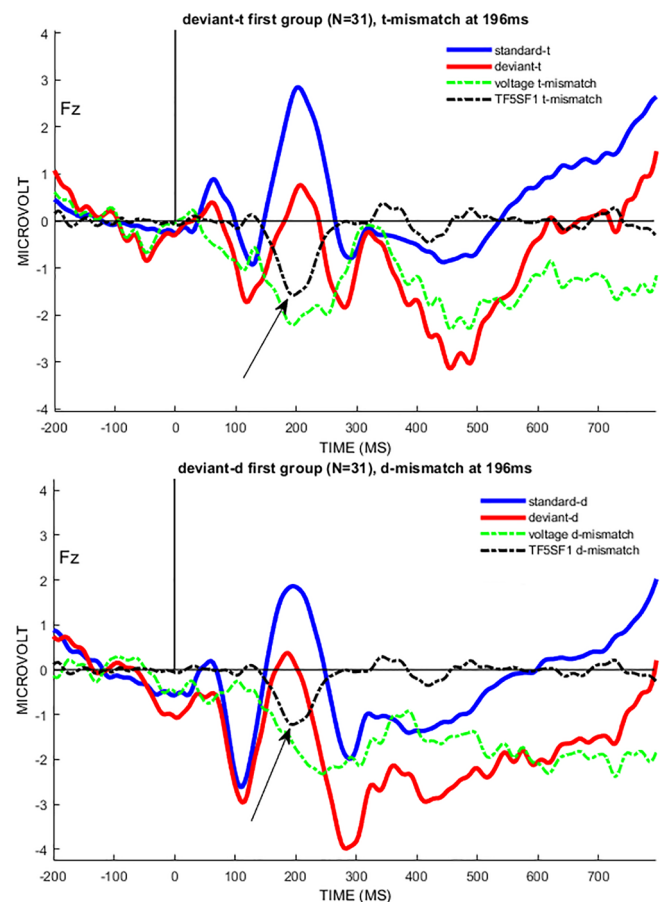 deviant-t first group (N=31), t-mismatch at 196ms
4
3
2
1
0
-1
-2
-3
-4
MICROVOLT
Fz
standard-t
deviant-t
voltage t-mismatch
TF5SF1 t-mismatch
-200 -100 0 100 200 300 400 500 600 700
TIME (MS)
deviant-d first group (N=31), d-mismatch at 196ms
4
3
2
1
0
-1
-2
-3
-4
MICROVOLT
Fz
standard-d
deviant-d
voltage d-mismatch
TF5SF1 d-mismatch
-200 -100 0 100 200 300 400 500 600 700
TIME (MS)